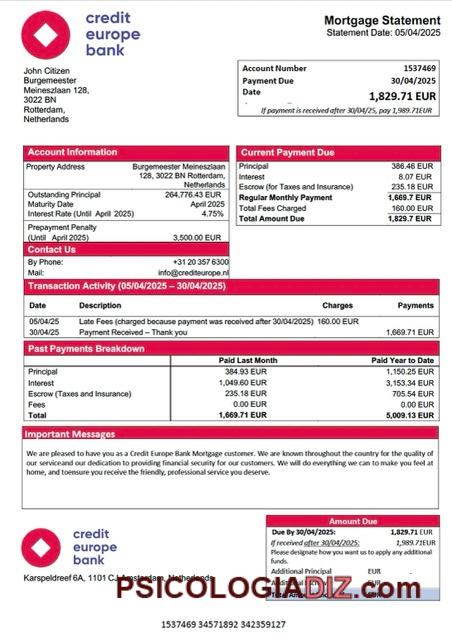 credit
europe
bank
Mortgage Statement
Statement Date: 05/04/2025
John Citizen
Burgemeester
Meineszlaan 128,
3022 BN
Rotterdam,
Netherlands
Account Number 1537469
Payment Due 30/04/2025
Date
1,829.71 EUR
If payment is received after 30/04/25, pay 1,989.71EUR
Account Information
Property Address Burgemeester Meineszlaan
128, 3022 BN Rotterdam,
Netherlands
Outstanding Principal 264,776.43 EUR
Maturity Date April 2025
Interest Rate (Until April 2025) 4.75%
Prepayment Penalty
(Until April 2025) 3,500.00 EUR
Contact Us
By Phone: +31 20 357 6300
Mail: info@crediteurope.nl
Current Payment Due
Principal 386.46 EUR
Interest 8.07 EUR
Escrow (for Taxes and Insurance) 235.18 EUR
Regular Monthly Payment 1,669.7 EUR
Total Fees Charged 160.00 EUR
Total Amount Due 1,829.7 EUR
Transaction Activity (05/04/2025 – 30/04/2025)
Date Description Charges Payments
05/04/25 Late Fees (charged because payment was received after 30/04/2025) 160.00 EUR
30/04/25 Payment Received – Thank you 1,669.71 EUR
Past Payments Breakdown
Paid Last Month Paid Year to Date
Principal 384.93 EUR 1,150.25 EUR
Interest 1,049.60 EUR 3,153.34 EUR
Escrow (Taxes and Insurance) 235.18 EUR 705.54 EUR
Fees 0.00 EUR 0.00 EUR
Total 1,669.71 EUR 5,009.13 EUR
Important Messages
We are pleased to have you as a Credit Europe Bank Mortgage customer. We are known throughout the country for the quality of
our serviceand our dedication to providing financial security for our customers. We will do everything we can to make you feel at
home, and toensure you receive the friendly, professional service you deserve.
credit
europe
bank
Karspeldreef 6A, 1101 CJ Amsterdam, Netherlands
Amount Due
Due By 30/04/2025: 1,829.71 EUR
If received after 30/04/2025: 1,989.71EUR
Please designate how you want us to apply any additional
funds.
Additional Principal EUR
PSICOLOGIADIZ.com
1537469 34571892 342359127